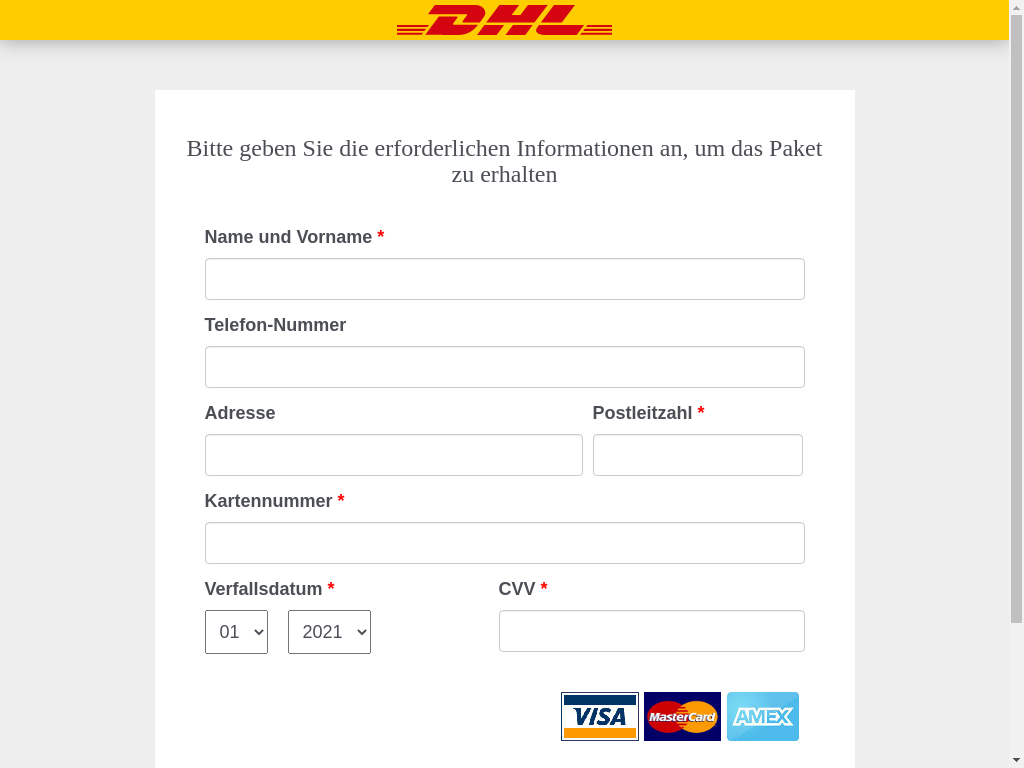 DHL
Bitte geben Sie die erforderlichen Informationen an, um das Paket
zu erhalten
Name und Vorname *
Telefon-Nummer
Adresse Postleitzahl *
Kartennummer *
Verfallsdatum * CVV *
01 2021
VISA MasterCard AMEX